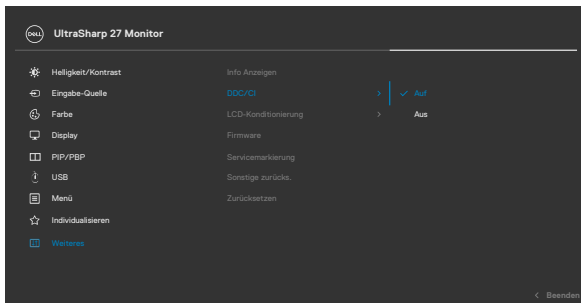 DELL UltraSharp 27 Monitor
Helligkeit/Kontrast Info Anzeigen
Eingabe-Quelle DDC/CI > Auf
Farbe LCD-Konditionierung > Aus
Display Firmware
PIP/PBP Servicemarkierung
USB Sonstige zurücks.
Menü Zurücksetzen
Individualisieren
Weiteres
< Beenden